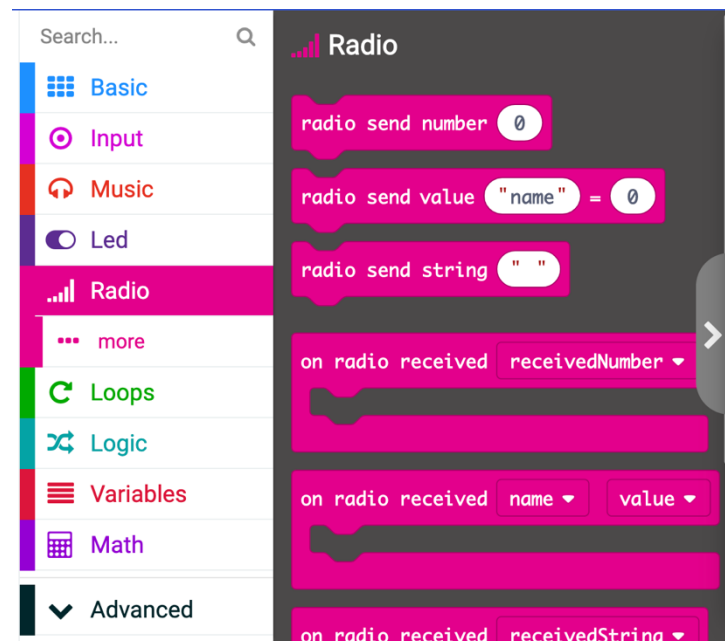 Search...
Basic
Input
Music
Led
Radio
more
Loops
Logic
Variables
Math
Advanced
Radio
radio send number 0
radio send value "name" = 0
radio send string " "
on radio received receivedNumber
on radio received name value
on radio received receivedString